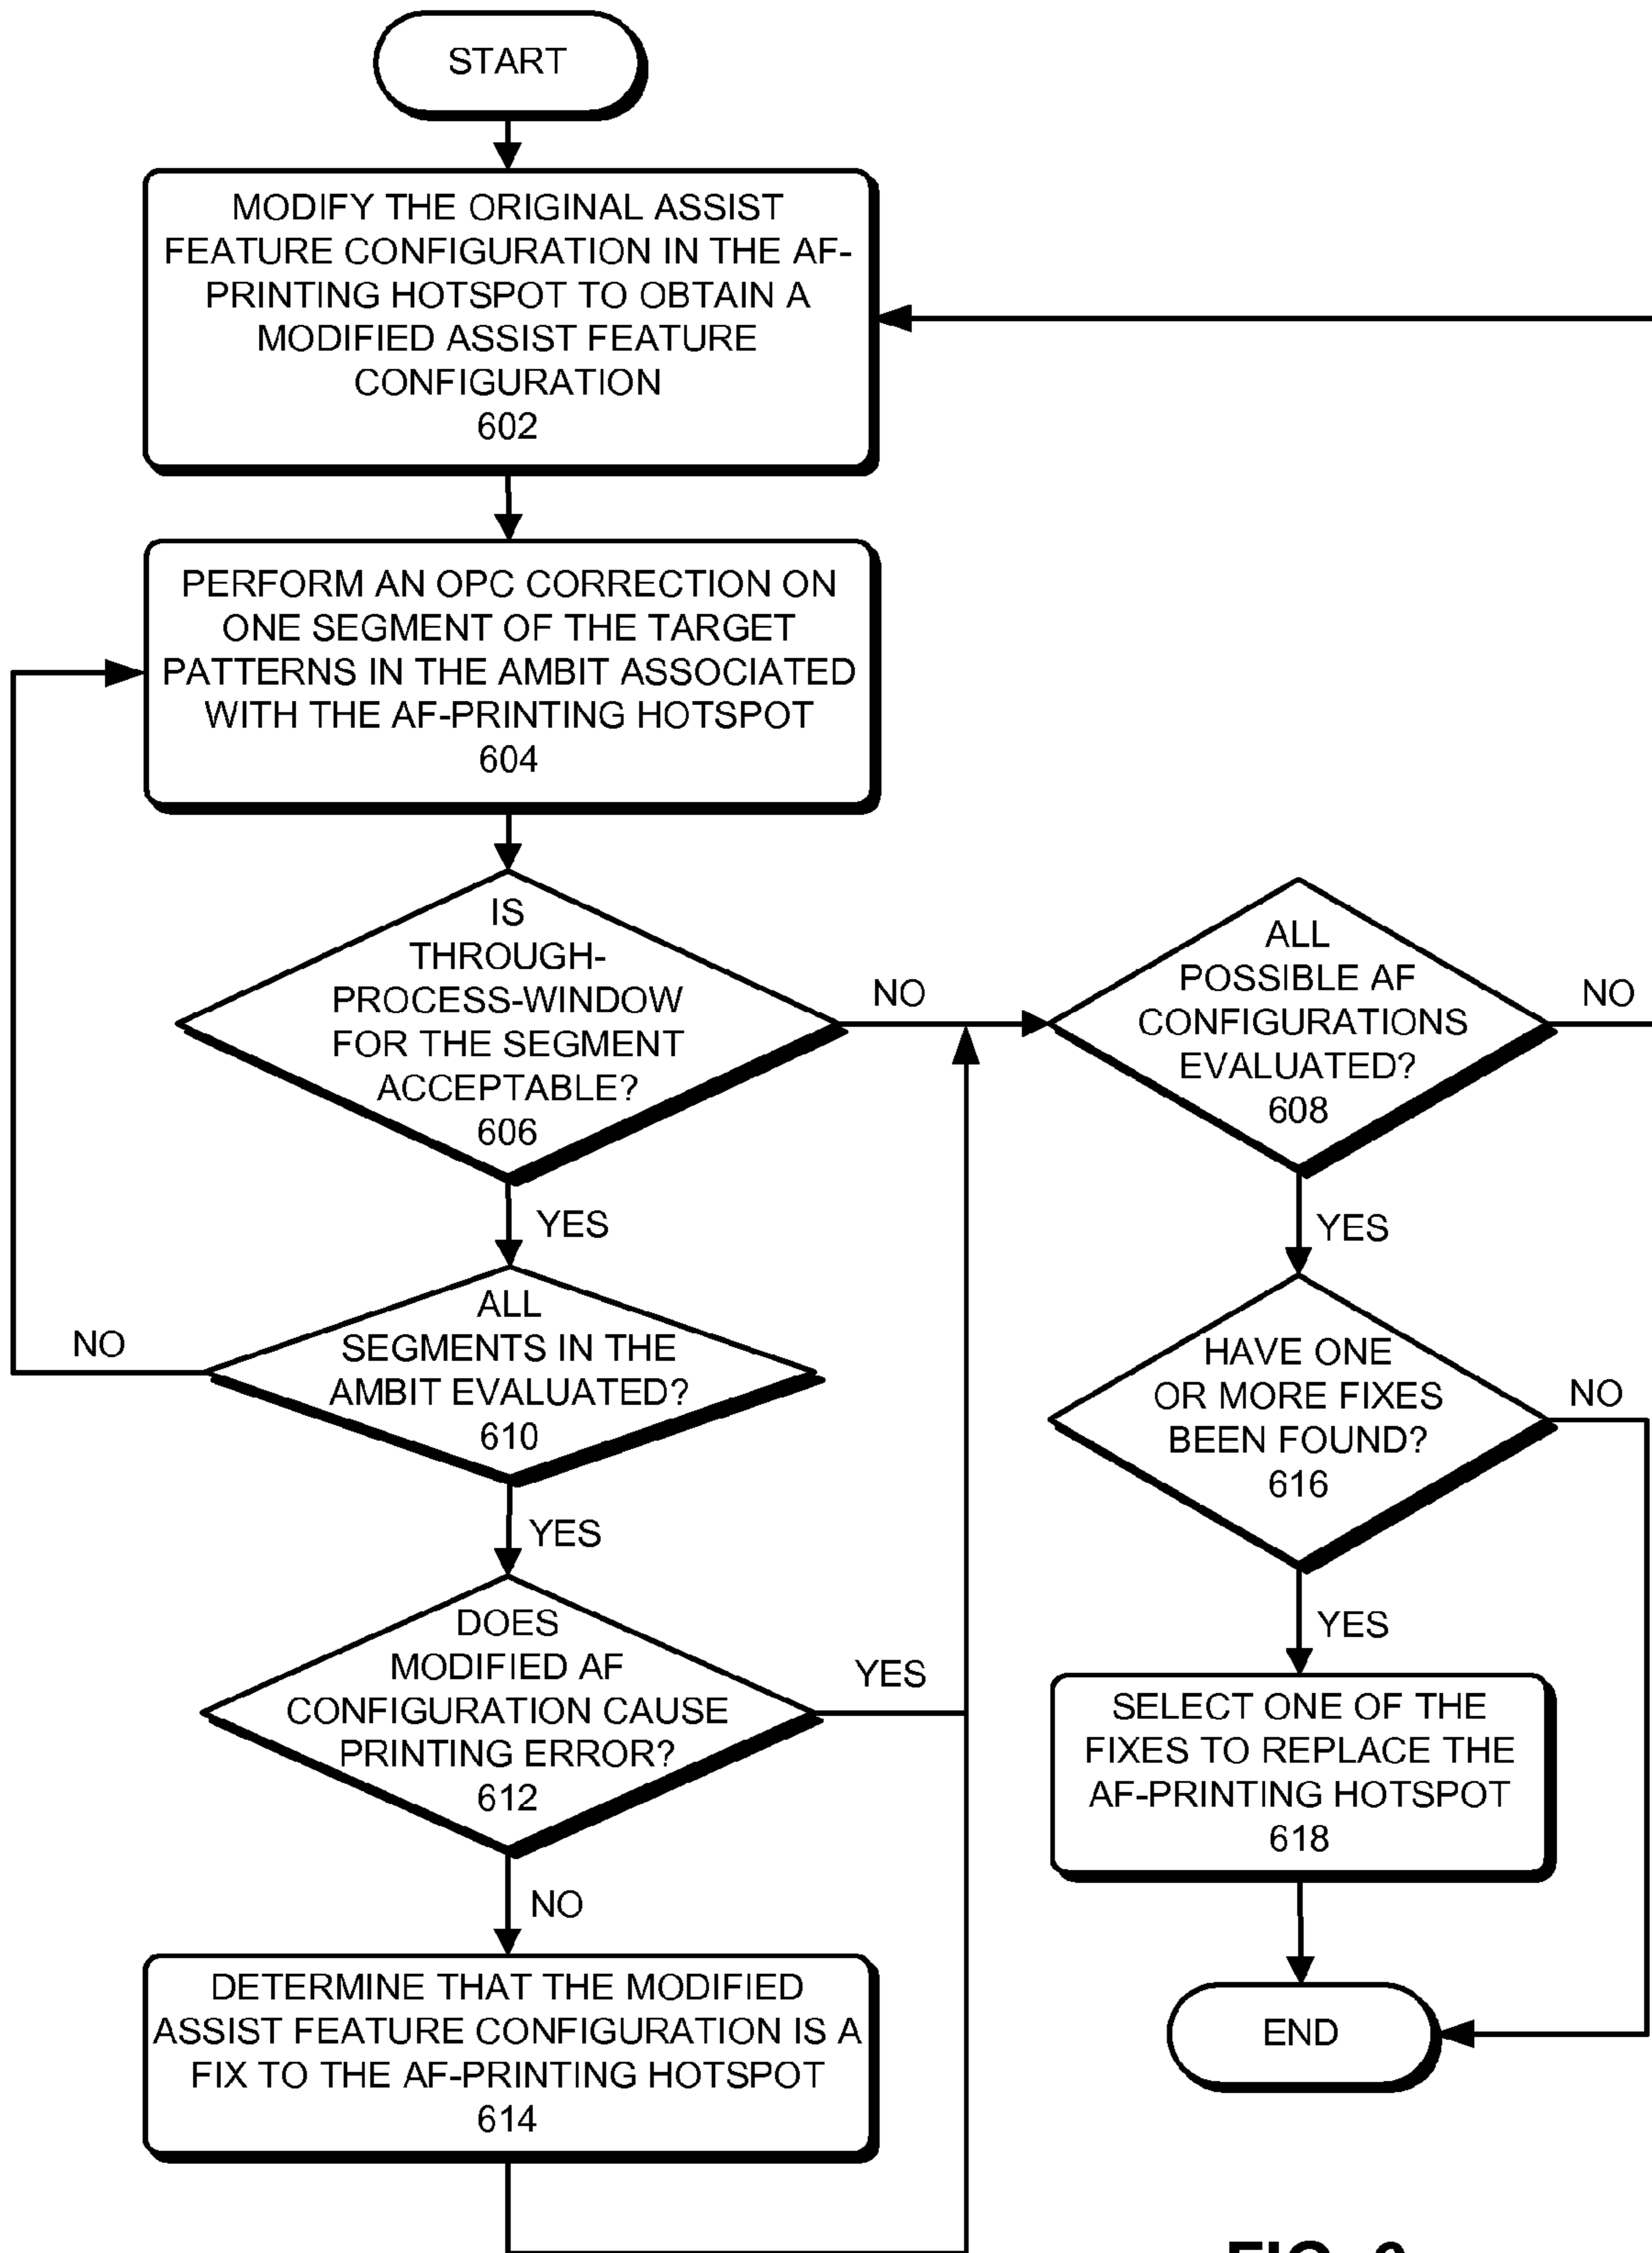 START
MODIFY THE ORIGINAL ASSIST
FEATURE CONFIGURATION IN THE AF-
PRINTING HOTSPOT TO OBTAIN A
MODIFIED ASSIST FEATURE
CONFIGURATION
602
PERFORM AN OPC CORRECTION ON
ONE SEGMENT OF THE TARGET
PATTERNS IN THE AMBIT ASSOCIATED
WITH THE AF-PRINTING HOTSPOT
604
IS
THROUGH-
PROCESS-WINDOW
FOR THE SEGMENT
ACCEPTABLE?
606
NO
ALL
POSSIBLE AF
CONFIGURATIONS
EVALUATED?
608
NO
YES
YES
ALL
SEGMENTS IN THE
AMBIT EVALUATED?
610
NO
HAVE ONE
OR MORE FIXES
BEEN FOUND?
616
NO
YES
DOES
MODIFIED AF
CONFIGURATION CAUSE
PRINTING ERROR?
612
YES
YES
SELECT ONE OF THE
FIXES TO REPLACE THE
AF-PRINTING HOTSPOT
618
NO
DETERMINE THAT THE MODIFIED
ASSIST FEATURE CONFIGURATION IS A
FIX TO THE AF-PRINTING HOTSPOT
614
END
FIG.